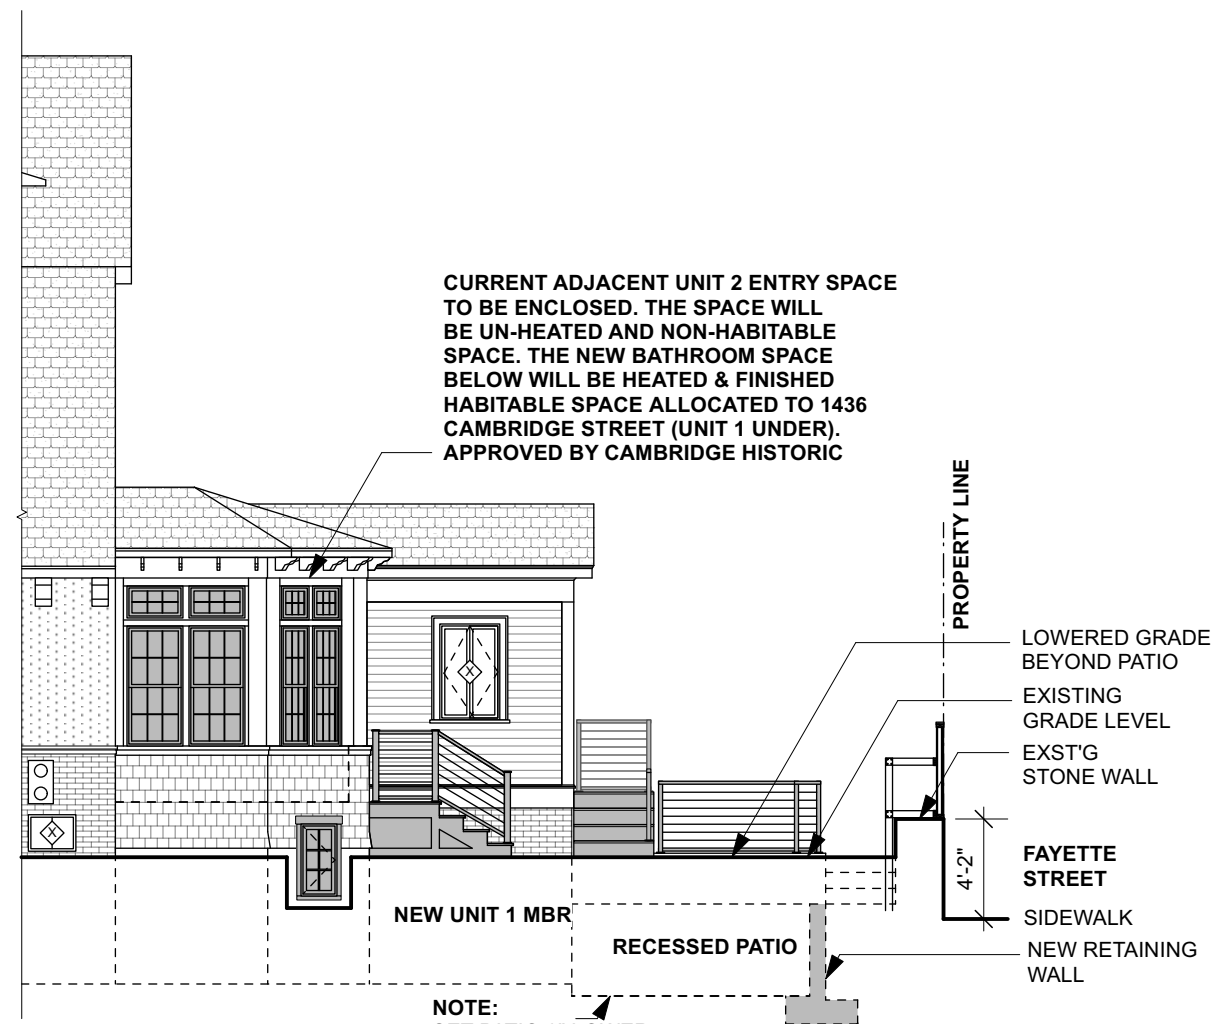 CURRENT ADJACENT UNIT 2 ENTRY SPACE
TO BE ENCLOSED. THE SPACE WILL
BE UN-HEATED AND NON-HABITABLE
SPACE. THE NEW BATHROOM SPACE
BELOW WILL BE HEATED & FINISHED
HABITABLE SPACE ALLOCATED TO 1436
CAMBRIDGE STREET (UNIT 1 UNDER).
APPROVED BY CAMBRIDGE HISTORIC
PROPERTY LINE
LOWERED GRADE
BEYOND PATIO
EXISTING
GRADE LEVEL
EXST'G
STONE WALL
X
X
4'-2"
FAYETTE
STREET
SIDEWALK
NEW UNIT 1 MBR
RECESSED PATIO
NEW RETAINING
WALL
NOTE: